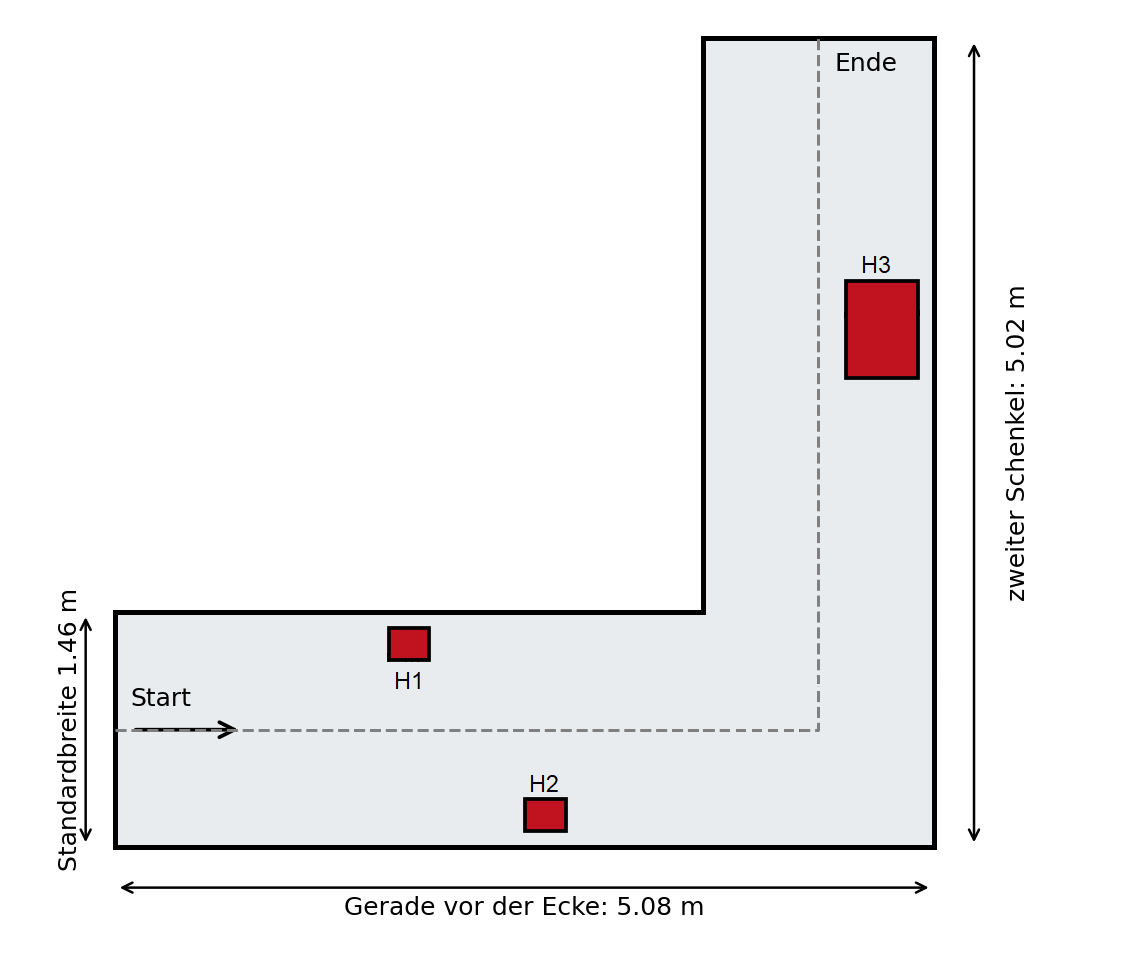 Ende
H3
zweiter Schenkel: 5.02 m
Standardbreite 1.46 m
H1
Start
H2
Gerade vor der Ecke: 5.08 m